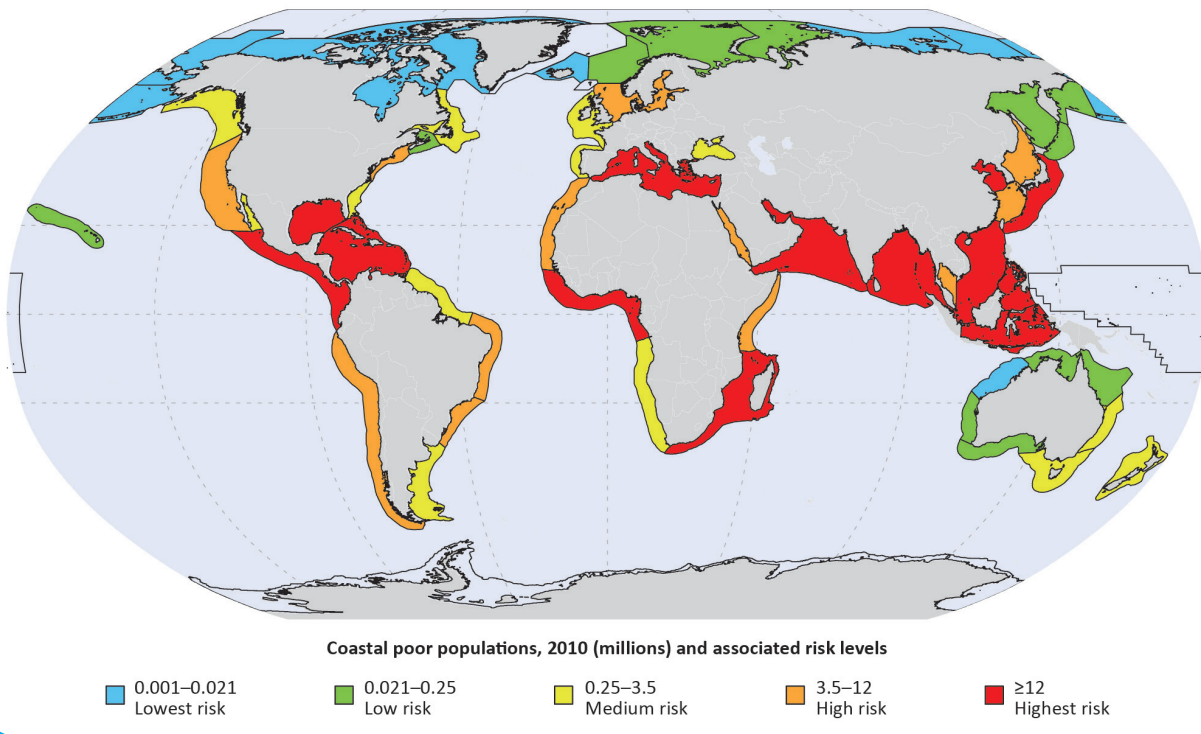 Coastal poor populations, 2010 (millions) and associated risk levels
0.001–0.021
Lowest risk
0.021–0.25
Low risk
0.25–3.5
Medium risk
3.5–12
High risk
≥12
Highest risk